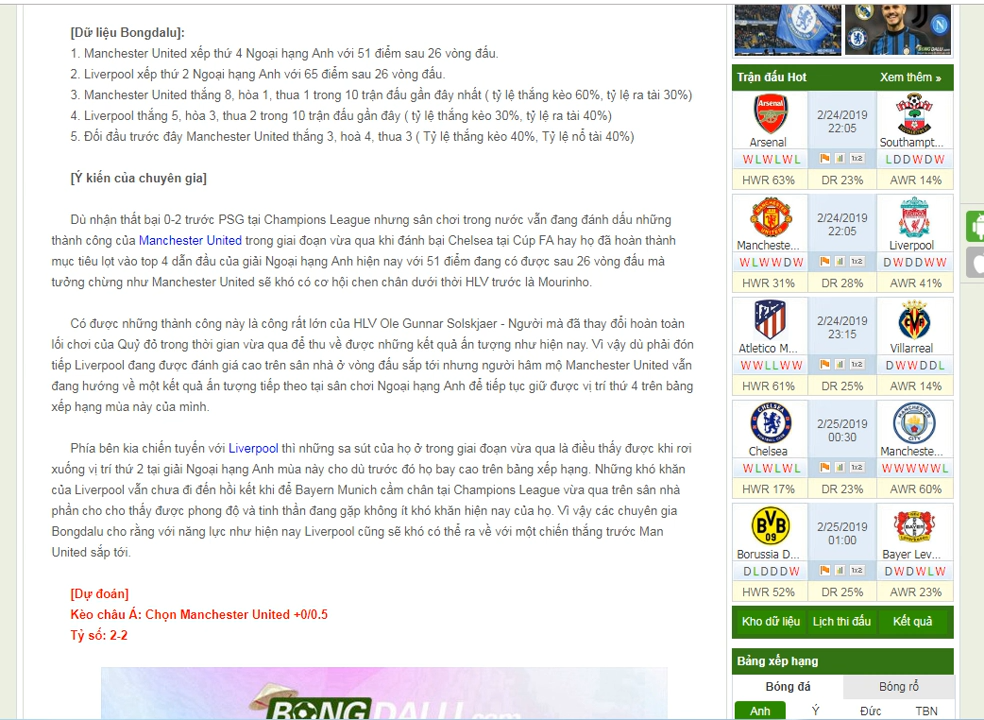 [Dữ liệu Bongdalu]:
1. Manchester United xếp thứ 4 Ngoại hạng Anh với 51 điểm sau 26 vòng đấu.
2. Liverpool xếp thứ 2 Ngoại hạng Anh với 65 điểm sau 26 vòng đấu.
3. Manchester United thắng 8, hòa 1, thua 1 trong 10 trận đấu gần đây nhất ( tỷ lệ thắng kèo 60%, tỷ lệ ra tài 30%)
4. Liverpool thắng 5, hòa 3, thua 2 trong 10 trận đấu gần đây ( tỷ lệ thắng kèo 30%, tỷ lệ ra tài 40%)
5. Đối đầu trước đây Manchester United thắng 3, hoà 4, thua 3 ( Tỷ lệ thắng kèo 40%, Tỷ lệ nổ tài 40%)
[Ý kiến của chuyên gia]
Dù nhận thất bại 0-2 trước PSG tại Champions League nhưng sân chơi trong nước vẫn đang đánh dấu những
thành công của Manchester United trong giai đoạn vừa qua khi đánh bại Chelsea tại Cúp FA hay họ đã hoàn thành
mục tiêu lọt vào top 4 dẫn đầu của giải Ngoại hạng Anh hiện nay với 51 điểm đang có được sau 26 vòng đấu mà
tưởng chừng như Manchester United sẽ khó có cơ hội chen chân dưới thời HLV trước là Mourinho.
Có được những thành công này là công rất lớn của HLV Ole Gunnar Solskjaer - Người mà đã thay đổi hoàn toàn
lối chơi của Quỷ đỏ trong thời gian vừa qua để thu về được những kết quả ấn tượng như hiện nay. Vì vậy dù phải đón
tiếp Liverpool đang được đánh giá cao trên sân nhà ở vòng đấu sắp tới nhưng người hâm mộ Manchester United vẫn
đang hướng về một kết quả ấn tượng tiếp theo tại sân chơi Ngoại hạng Anh để tiếp tục giữ được vị trí thứ 4 trên bảng
xếp hạng mùa này của mình.
Phía bên kia chiến tuyến với Liverpool thì những sa sút của họ ở trong giai đoạn vừa qua là điều thấy được khi rơi
xuống vị trí thứ 2 tại giải Ngoại hạng Anh mùa này cho dù trước đó họ bay cao trên bảng xếp hạng. Những khó khăn
của Liverpool vẫn chưa đi đến hồi kết khi để Bayern Munich cầm chân tại Champions League vừa qua trên sân nhà
phần cho cho thấy được phong độ và tinh thần đang gặp không ít khó khăn hiện nay của họ. Vì vậy các chuyên gia
Bongdalu cho rằng với năng lực như hiện nay Liverpool cũng sẽ khó có thể ra về với một chiến thắng trước Man
United sắp tới.
[Dự đoán]
Kèo châu Á: Chọn Manchester United +0/0.5
Tỷ số: 2-2
BONGDALU.com
Trận đấu Hot Xem thêm »
Arsenal 2/24/2019 22:05 Southampt...
WLWLWL 1x2 LDDWDW
HWR 63% DR 23% AWR 14%
Mancheste... 2/24/2019 22:05 Liverpool
WLWWDW 1x2 DWDDWW
HWR 31% DR 28% AWR 41%
Atletico M... 2/24/2019 23:15 Villarreal
WWLLWW 1x2 DWWDDL
HWR 61% DR 25% AWR 14%
Chelsea 2/25/2019 00:30 Mancheste...
WLWLWL 1x2 WWWWWL
HWR 17% DR 23% AWR 60%
Borussia D... 2/25/2019 01:00 Bayer Lev...
DLDDDW 1x2 DWDWLW
HWR 52% DR 25% AWR 23%
Kho dữ liệu Lịch thi đấu Kết quả
Bảng xếp hạng
Bóng đá Bóng rổ
Anh Ý Đức TBN